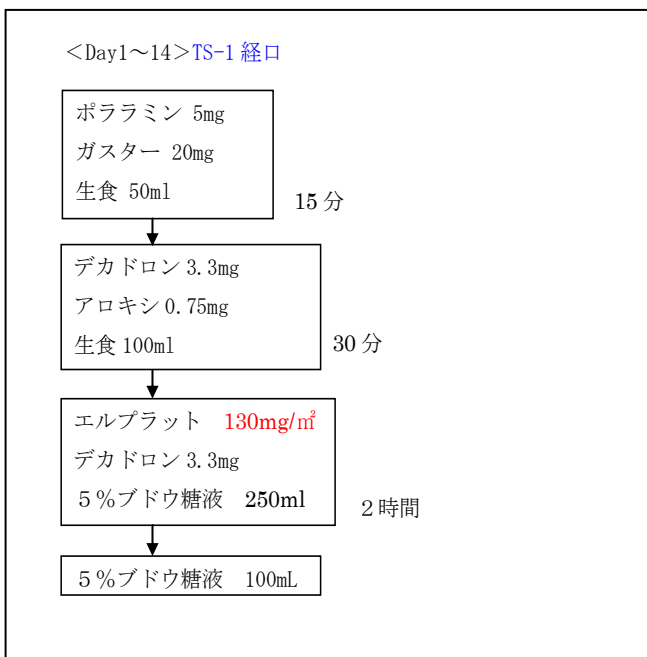 ＜Day1～14＞TS-1 経口
ポララミン 5mg
ガスター 20mg
生食 50ml
15 分
デカドロン 3.3mg
アロキシ 0.75mg
生食 100ml
30 分
エルプラット 130mg/㎡
デカドロン 3.3mg
５％ブドウ糖液 250ml
２時間
５％ブドウ糖液 100mL